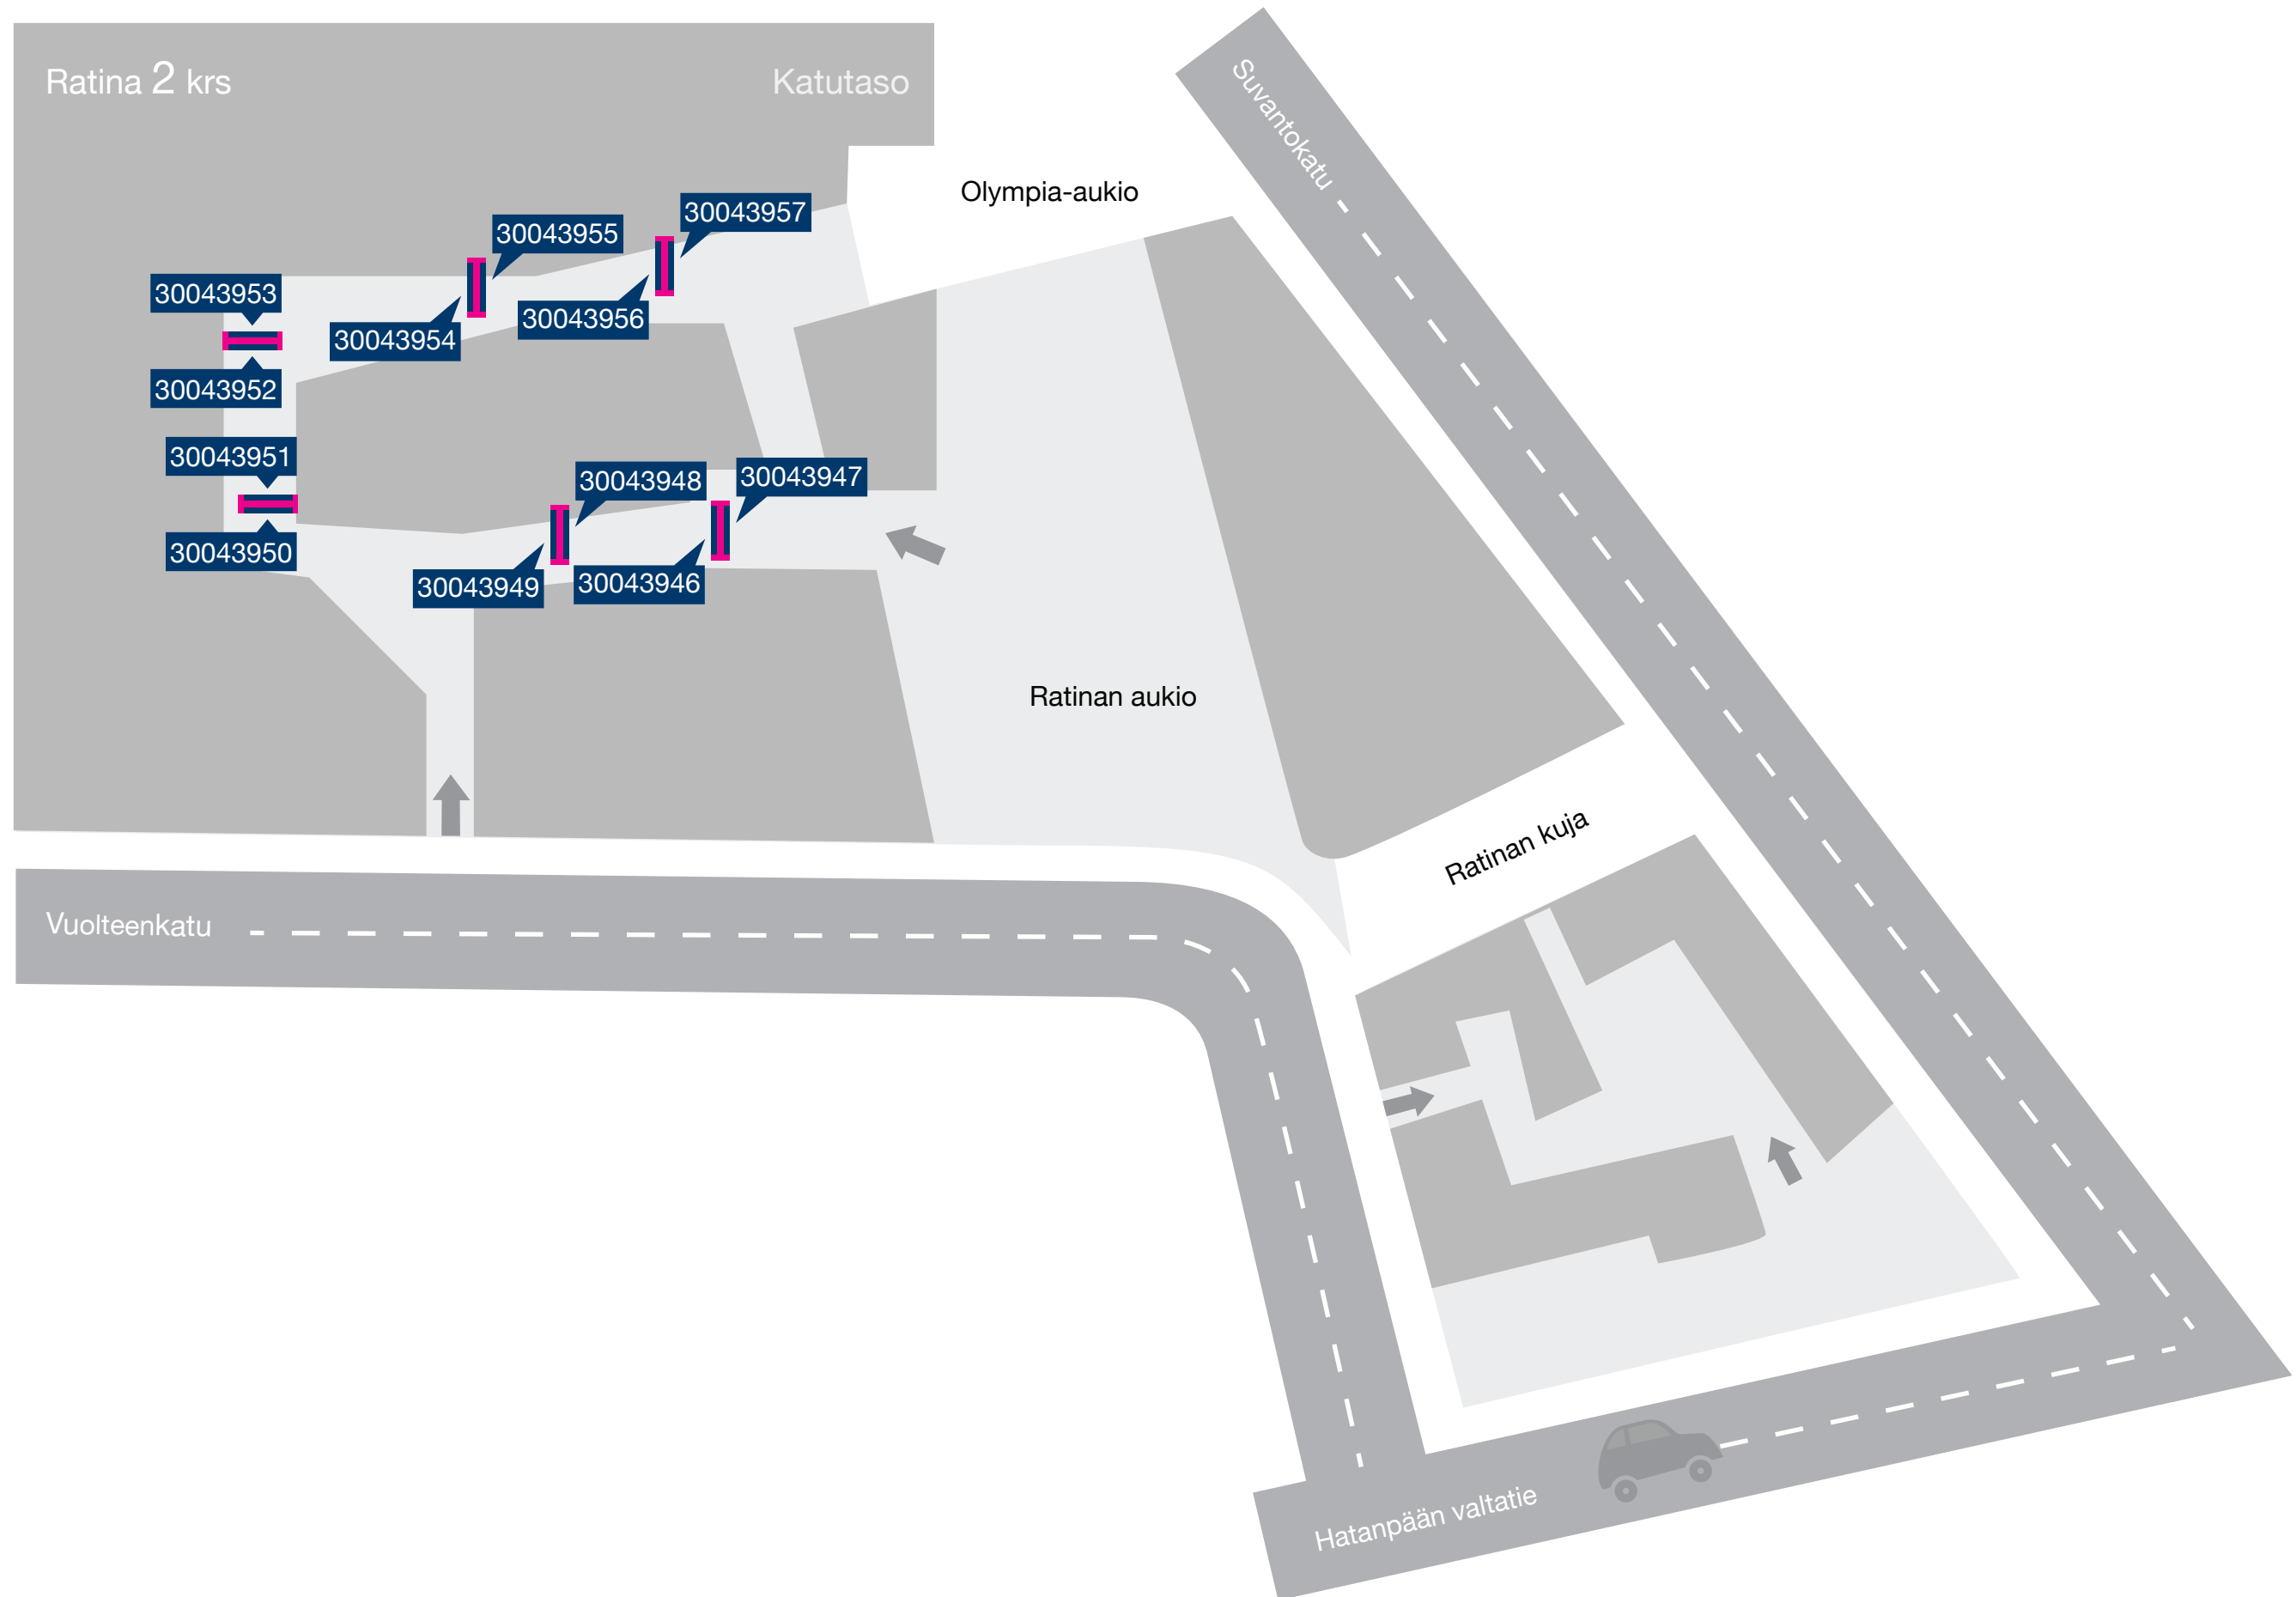 Ratina 2 krs
Katutaso
Suvantokatu
Olympia-aukio
30043957
30043955
30043953
30043956
30043954
30043952
30043951
30043948
30043947
30043950
30043949
30043946
Ratinan aukio
Ratinan kuja
Vuolteenkatu
Hatanpään valtatie